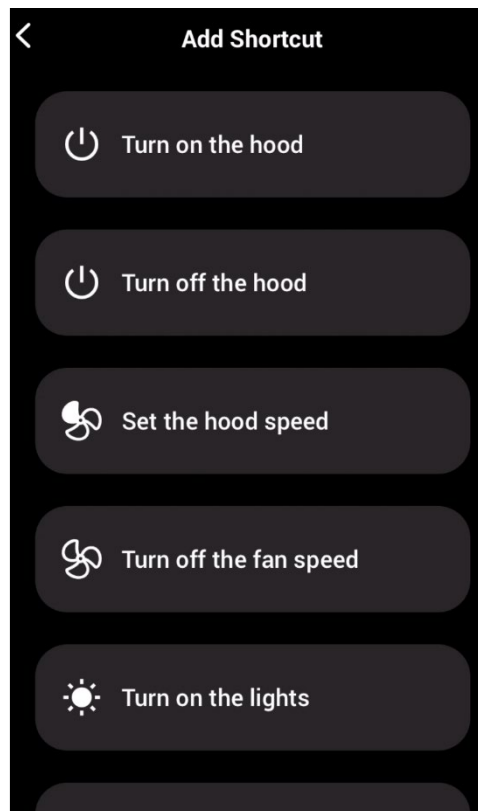 Add Shortcut
Turn on the hood
Turn off the hood
Set the hood speed
Turn off the fan speed
Turn on the lights